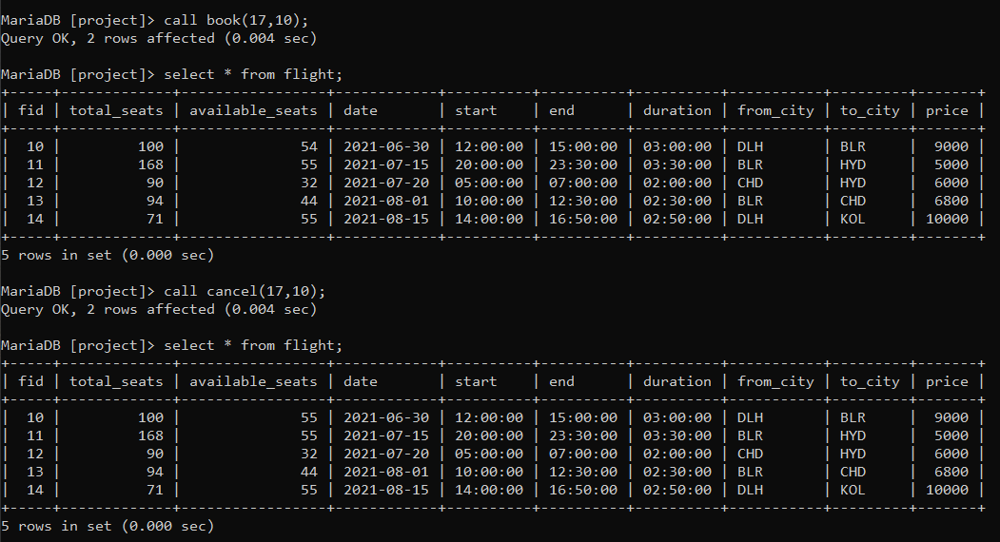 MariaDB [project]> call book(17,10);
Query OK, 2 rows affected (0.004 sec)

MariaDB [project]> select * from flight;
+-----+-------------+-----------------+------------+----------+----------+----------+-----------+---------+-------+
| fid | total_seats | available_seats | date       | start    | end      | duration | from_city | to_city | price |
+-----+-------------+-----------------+------------+----------+----------+----------+-----------+---------+-------+
|  10 |         100 |              54 | 2021-06-30 | 12:00:00 | 15:00:00 | 03:00:00 | DLH       | BLR     |  9000 |
|  11 |         168 |              55 | 2021-07-15 | 20:00:00 | 23:30:00 | 03:30:00 | BLR       | HYD     |  5000 |
|  12 |          90 |              32 | 2021-07-20 | 05:00:00 | 07:00:00 | 02:00:00 | CHD       | HYD     |  6000 |
|  13 |          94 |              44 | 2021-08-01 | 10:00:00 | 12:30:00 | 02:30:00 | BLR       | CHD     |  6800 |
|  14 |          71 |              55 | 2021-08-15 | 14:00:00 | 16:50:00 | 02:50:00 | DLH       | KOL     | 10000 |
+-----+-------------+-----------------+------------+----------+----------+----------+-----------+---------+-------+
5 rows in set (0.000 sec)

MariaDB [project]> call cancel(17,10);
Query OK, 2 rows affected (0.004 sec)

MariaDB [project]> select * from flight;
+-----+-------------+-----------------+------------+----------+----------+----------+-----------+---------+-------+
| fid | total_seats | available_seats | date       | start    | end      | duration | from_city | to_city | price |
+-----+-------------+-----------------+------------+----------+----------+----------+-----------+---------+-------+
|  10 |         100 |              55 | 2021-06-30 | 12:00:00 | 15:00:00 | 03:00:00 | DLH       | BLR     |  9000 |
|  11 |         168 |              55 | 2021-07-15 | 20:00:00 | 23:30:00 | 03:30:00 | BLR       | HYD     |  5000 |
|  12 |          90 |              32 | 2021-07-20 | 05:00:00 | 07:00:00 | 02:00:00 | CHD       | HYD     |  6000 |
|  13 |          94 |              44 | 2021-08-01 | 10:00:00 | 12:30:00 | 02:30:00 | BLR       | CHD     |  6800 |
|  14 |          71 |              55 | 2021-08-15 | 14:00:00 | 16:50:00 | 02:50:00 | DLH       | KOL     | 10000 |
+-----+-------------+-----------------+------------+----------+----------+----------+-----------+---------+-------+
5 rows in set (0.000 sec)